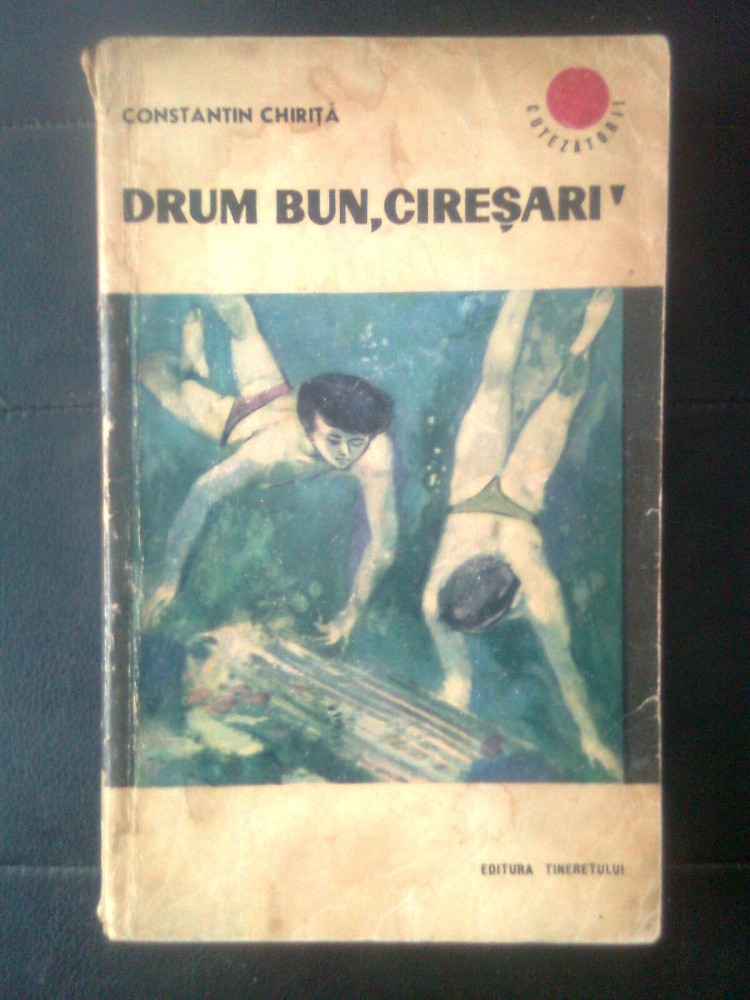 CONSTANTIN CHIRIȚĂ
CUTEZĂTORII
DRUM BUN, „CIREȘARI"
EDITURA TINERETULUI